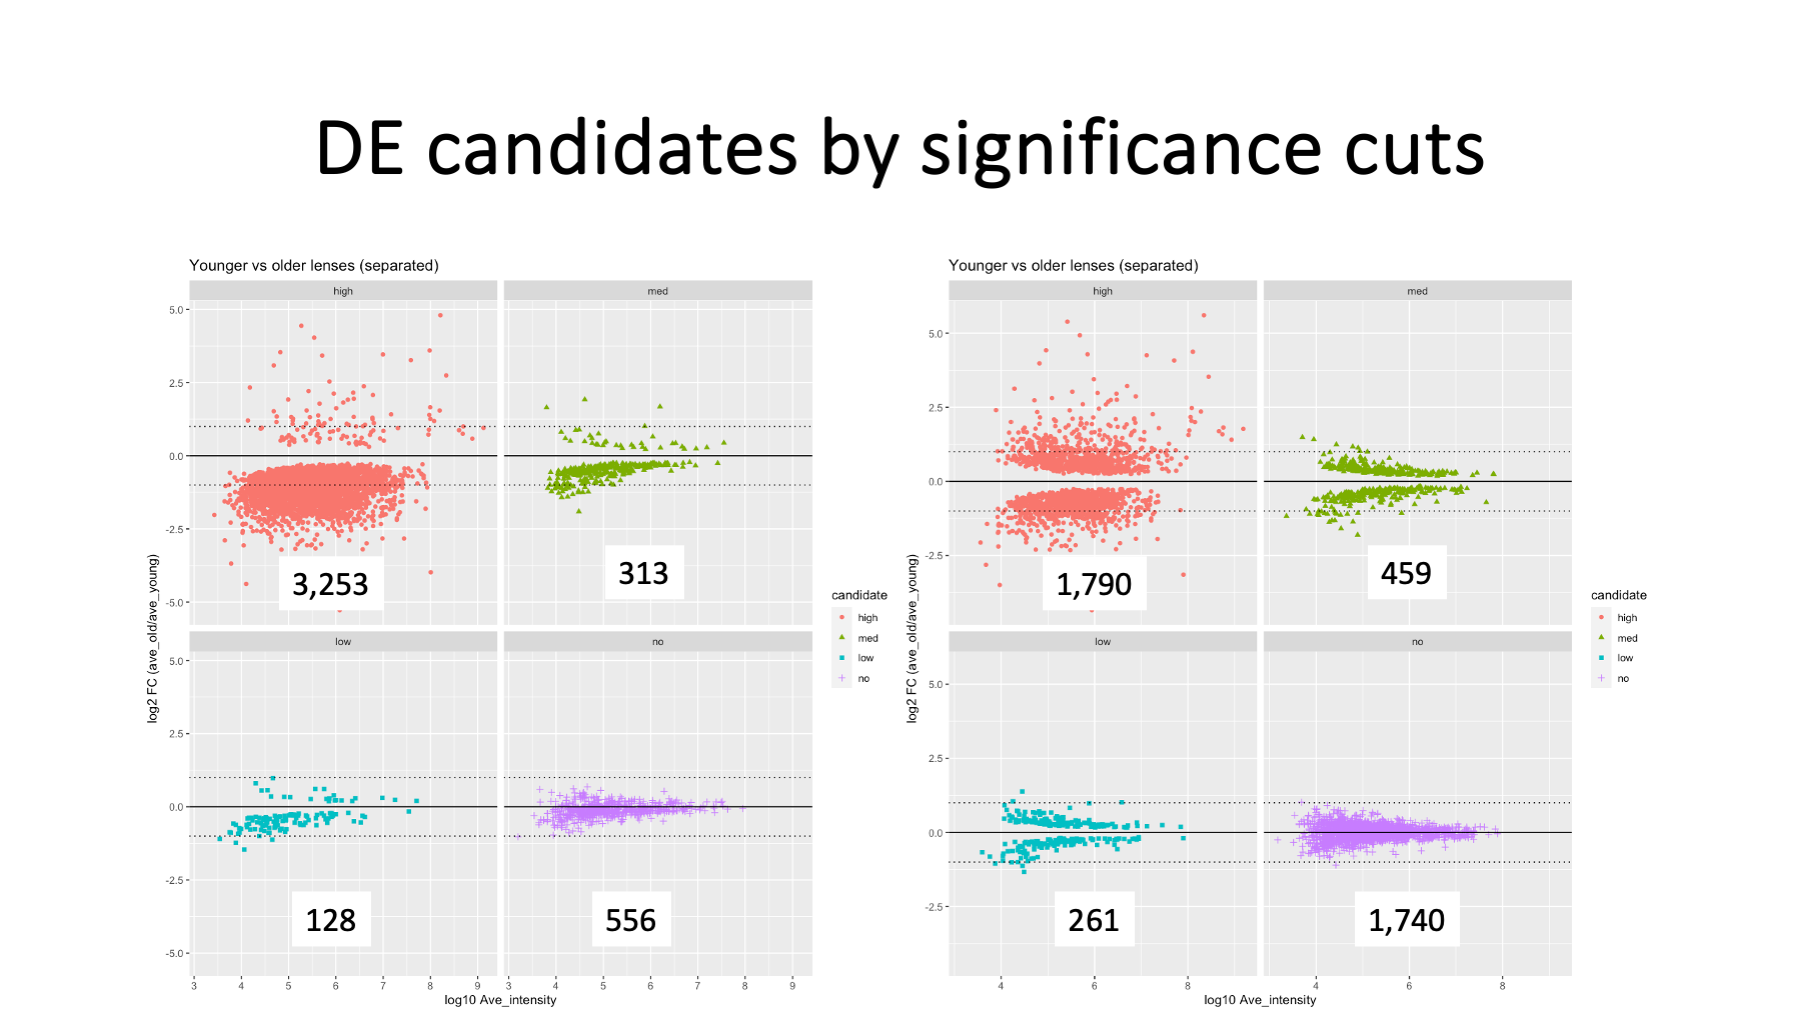 DE candidates by significance cuts
Younger vs older lenses (separated)
high
med
5.0
2.5
0.0
-2.5
-5.0
3,253
313
low
no
5.0
2.5
0.0
-2.5
-5.0
128
556
3 4 5 6 7 8 9
3 4 5 6 7 8 9
log10 Ave_intensity
log2 FC (ave_old/ave_young)
candidate
high
med
low
no
Younger vs older lenses (separated)
high
med
5.0
2.5
0.0
-2.5
1,790
459
low
no
5.0
2.5
0.0
-2.5
261
1,740
4 6 8
4 6 8
log10 Ave_intensity
log2 FC (ave_old/ave_young)
candidate
high
med
low
no